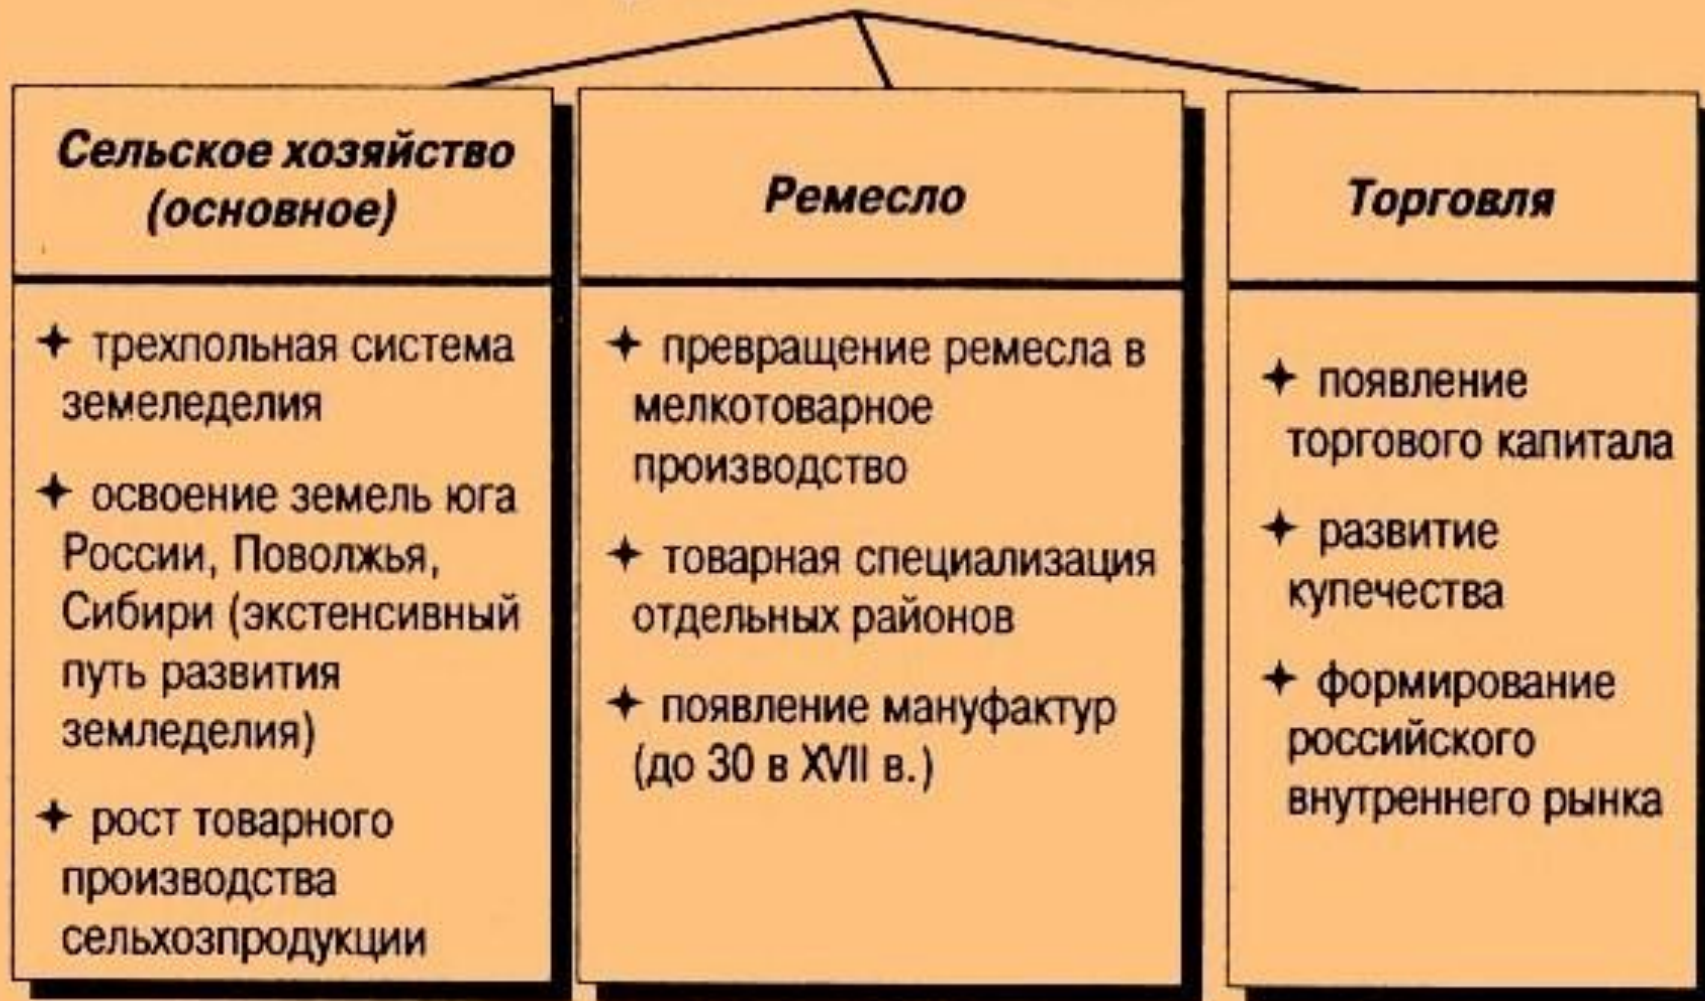 Сельское хозяйство
(основное)
✦ трехпольная система
земеледелия
✦ освоение земель юга
России, Поволжья,
Сибири (экстенсивный
путь развития
земледелия)
✦ рост товарного
производства
сельхозпродукции
Ремесло
✦ превращение ремесла в
мелкотоварное
производство
✦ товарная специализация
отдельных районов
✦ появление мануфактур
(до 30 в XVII в.)
Торговля
✦ появление
торгового капитала
✦ развитие
купечества
✦ формирование
российского
внутреннего рынка